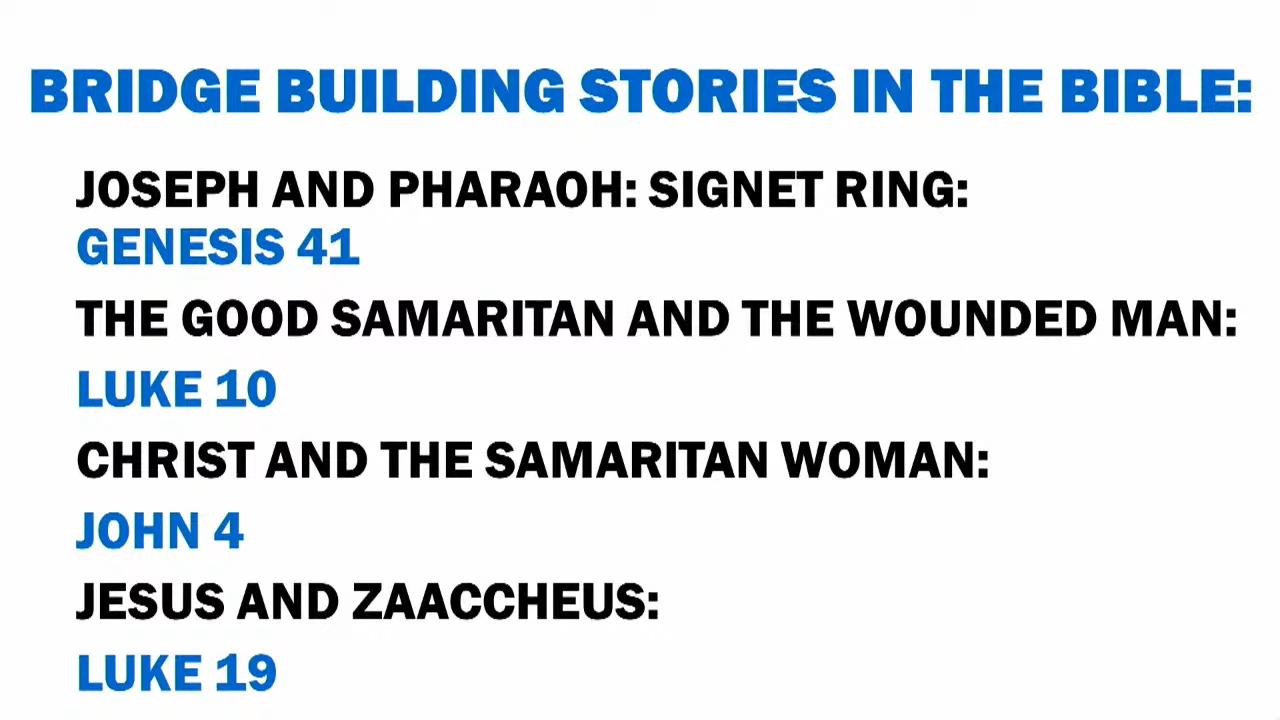 BRIDGE BUILDING STORIES IN THE BIBLE:
JOSEPH AND PHARAOH: SIGNET RING:
GENESIS 41
THE GOOD SAMARITAN AND THE WOUNDED MAN:
LUKE 10
CHRIST AND THE SAMARITAN WOMAN:
JOHN 4
JESUS AND ZAACCHEUS:
LUKE 19